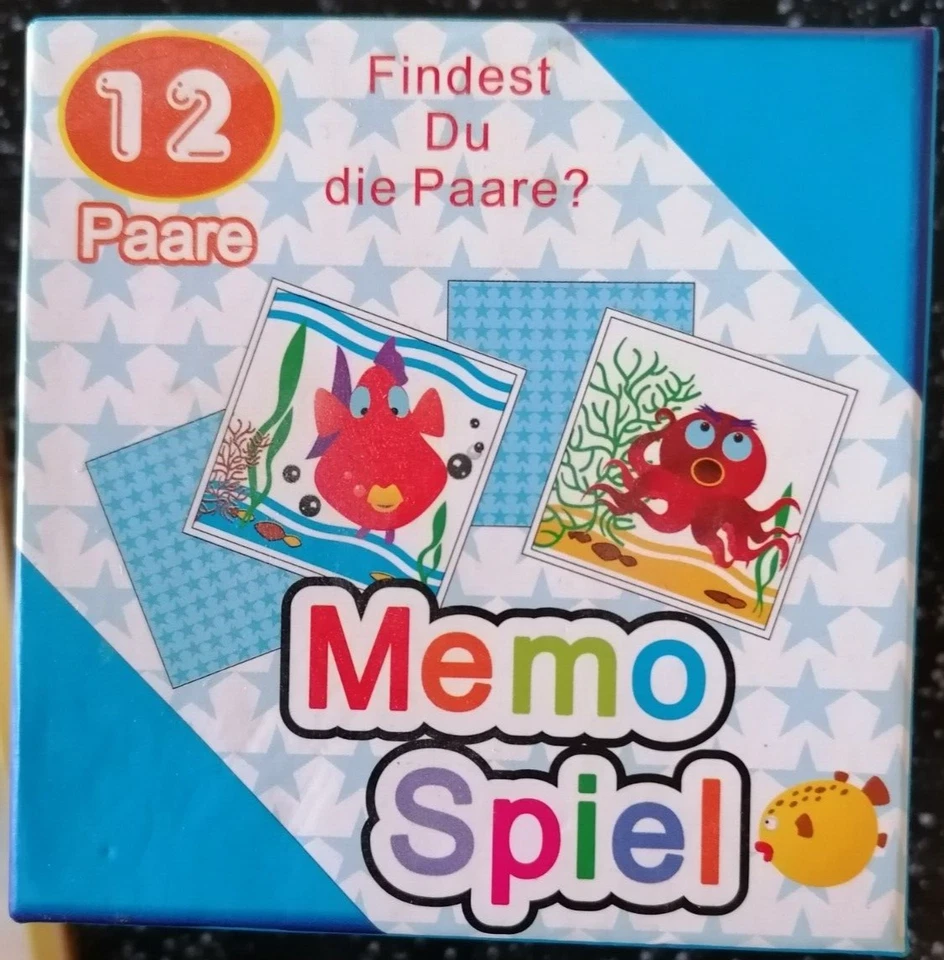 12
Paare
Findest
Du
die Paare?
Memo
Spiel